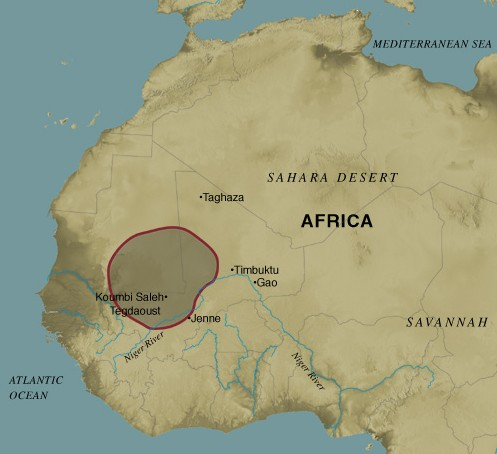 MEDITERRANEAN SEA
SAHARA DESERT
•Taghaza
AFRICA
•Timbuktu
•Gao
Koumbi Saleh•
Tegdaoust
•Jenne
SAVANNAH
Niger River
Niger River
ATLANTIC
OCEAN